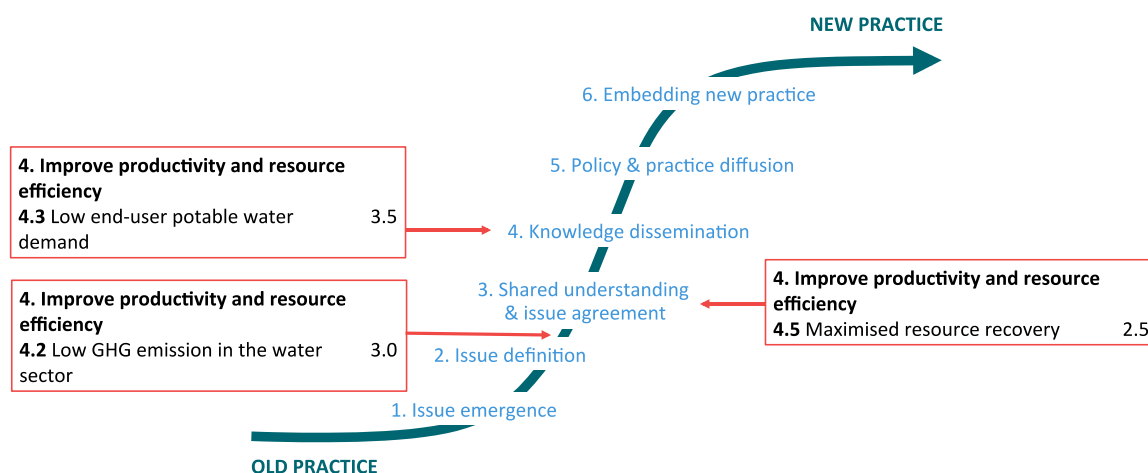 NEW PRACTICE
6. Embedding new practice
5. Policy & practice diffusion
4. Knowledge dissemination
3. Shared understanding
& issue agreement
2. Issue definition
1. Issue emergence
OLD PRACTICE
4. Improve productivity and resource
efficiency
4.3 Low end-user potable water 3.5
demand
4. Improve productivity and resource
efficiency
4.2 Low GHG emission in the water 3.0
sector
4. Improve productivity and resource
efficiency
4.5 Maximised resource recovery 2.5